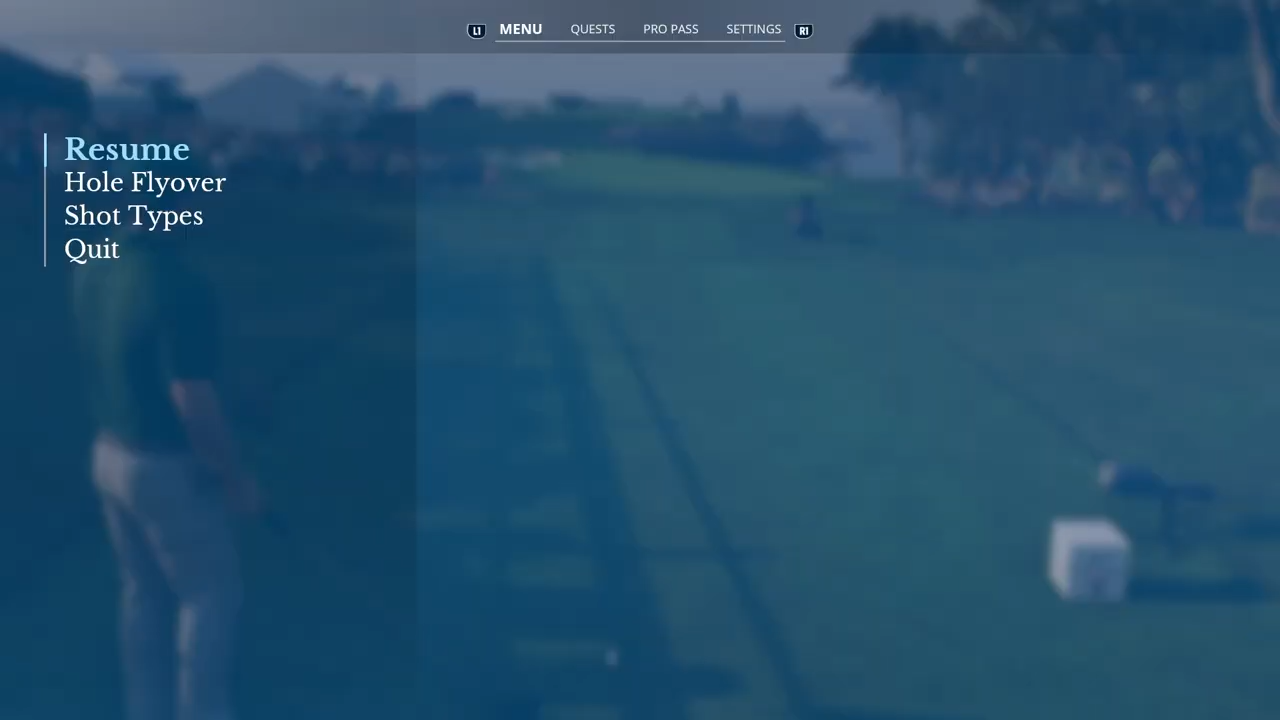 L1 MENU QUESTS PRO PASS SETTINGS R1
Resume
Hole Flyover
Shot Types
Quit